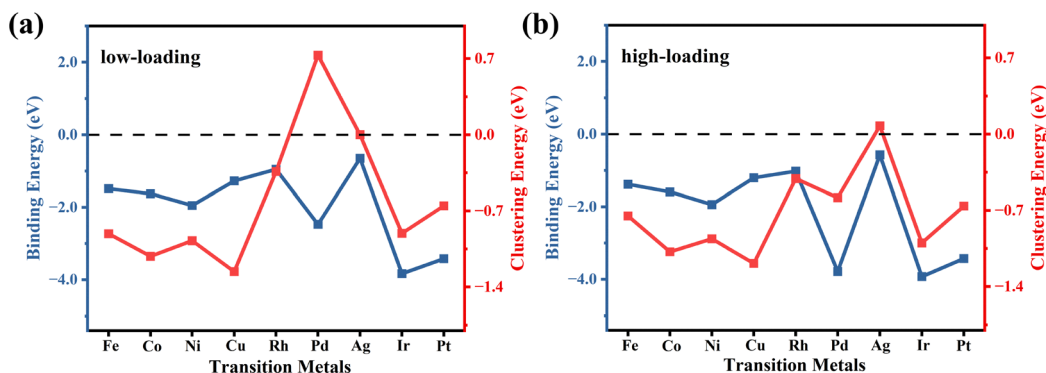 (a)
low-loading
Binding Energy (eV)
2.0
0.0
−2.0
−4.0
Clustering Energy (eV)
0.7
0.0
−0.7
−1.4
Fe Co Ni Cu Rh Pd Ag Ir Pt
Transition Metals
(b)
high-loading
Binding Energy (eV)
2.0
0.0
−2.0
−4.0
Clustering Energy (eV)
0.7
0.0
−0.7
−1.4
Fe Co Ni Cu Rh Pd Ag Ir Pt
Transition Metals